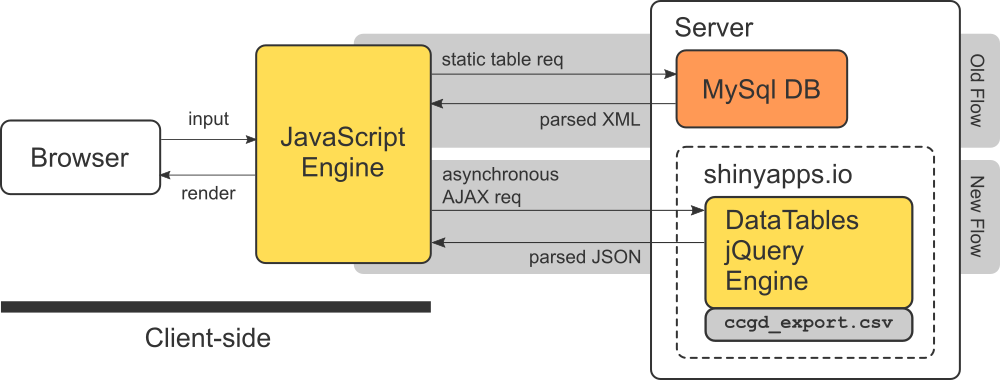 Server
static table req
MySql DB
Old Flow
parsed XML
input
JavaScript
Engine
Browser
render
asynchronous
AJAX req
shinyapps.io
New Flow
DataTables
jQuery
Engine
parsed JSON
ccgd_export.csv
Client-side